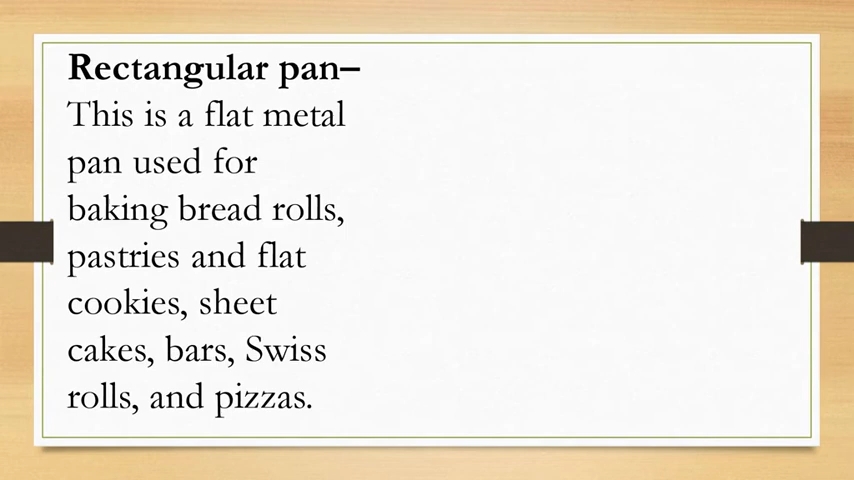 Rectangular pan–
This is a flat metal
pan used for
baking bread rolls,
pastries and flat
cookies, sheet
cakes, bars, Swiss
rolls, and pizzas.